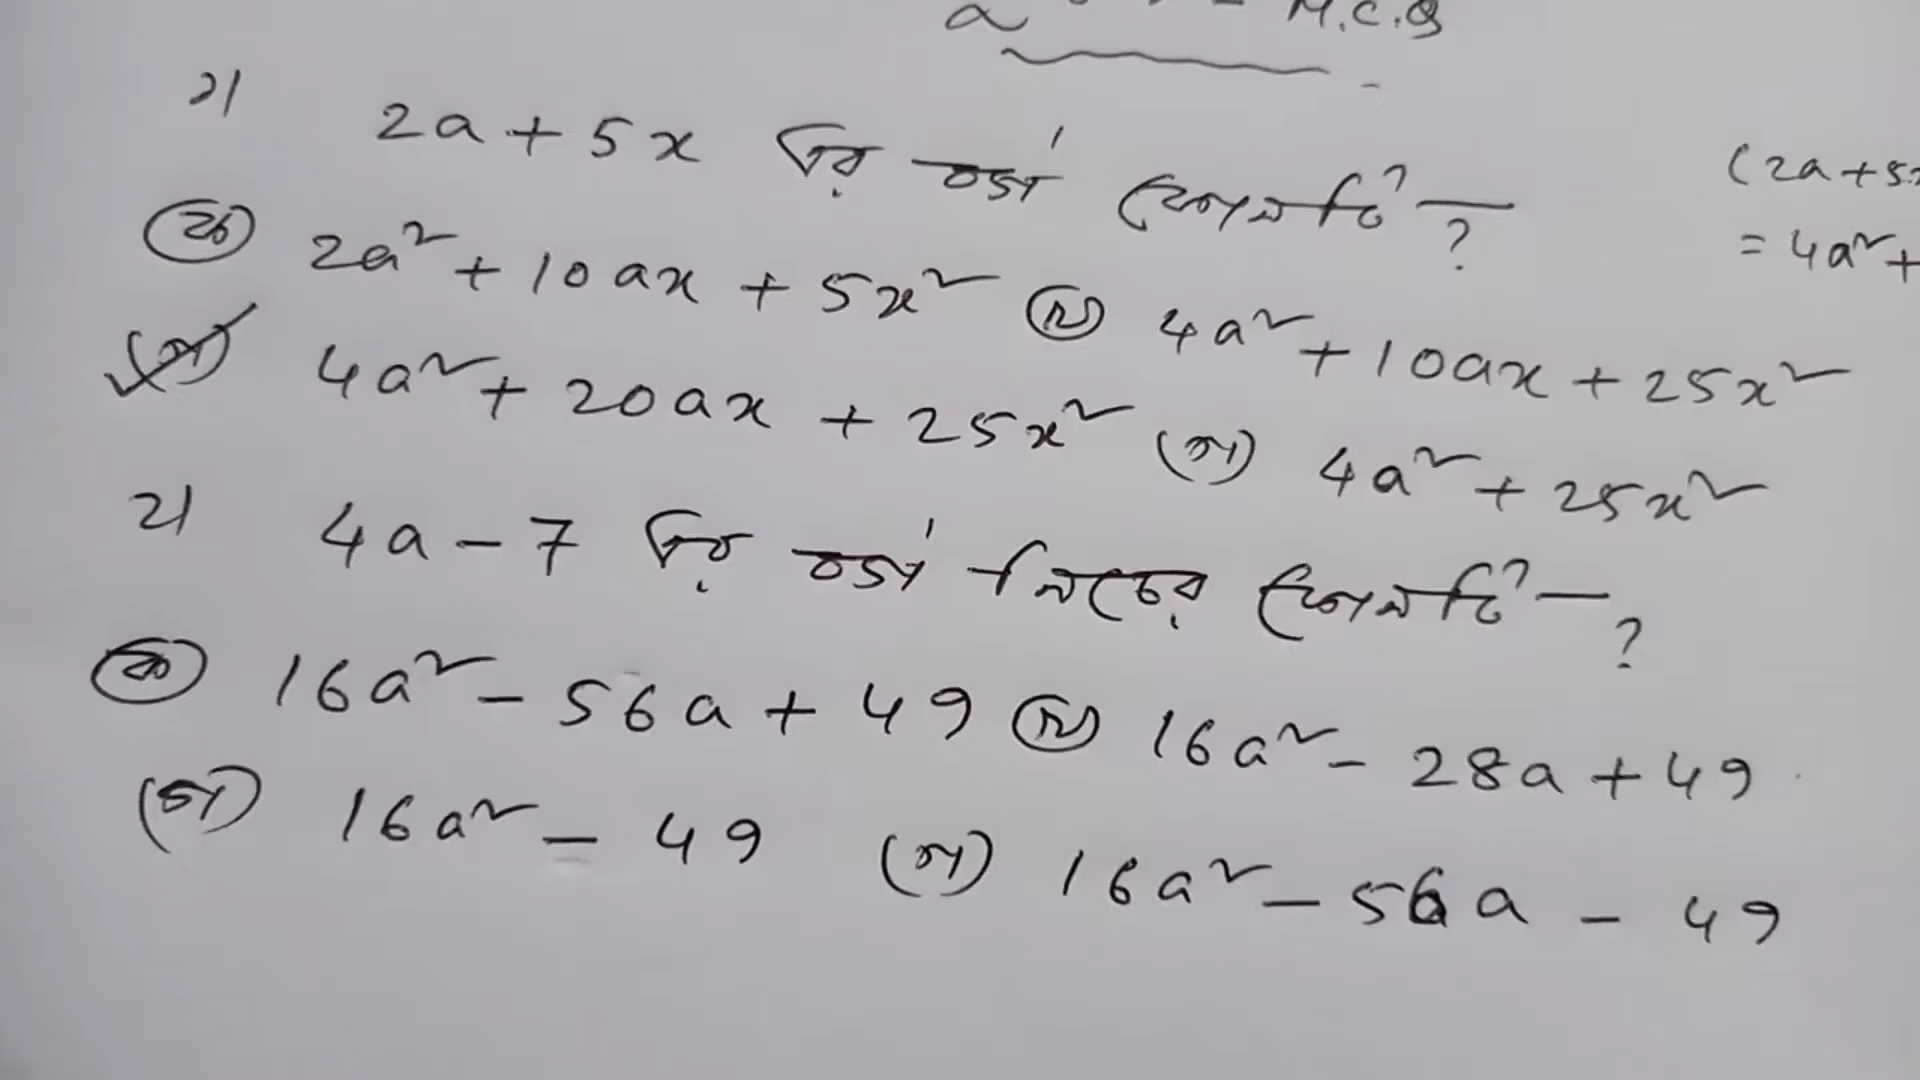 M.C.Q
১। 2a + 5x এর বর্গ কোনটি? — ?
(2a + 5x
= 4a² +
(ক) 2a² + 10ax + 5x² (খ) 4a² + 10ax + 25x²
(গ) 4a² + 20ax + 25x² (ঘ) 4a² + 25x²
২। 4a - 7 এর বর্গ নিচের কোনটি? — ?
(ক) 16a² - 56a + 49 (খ) 16a² - 28a + 49
(গ) 16a² - 49 (ঘ) 16a² - 56a - 49